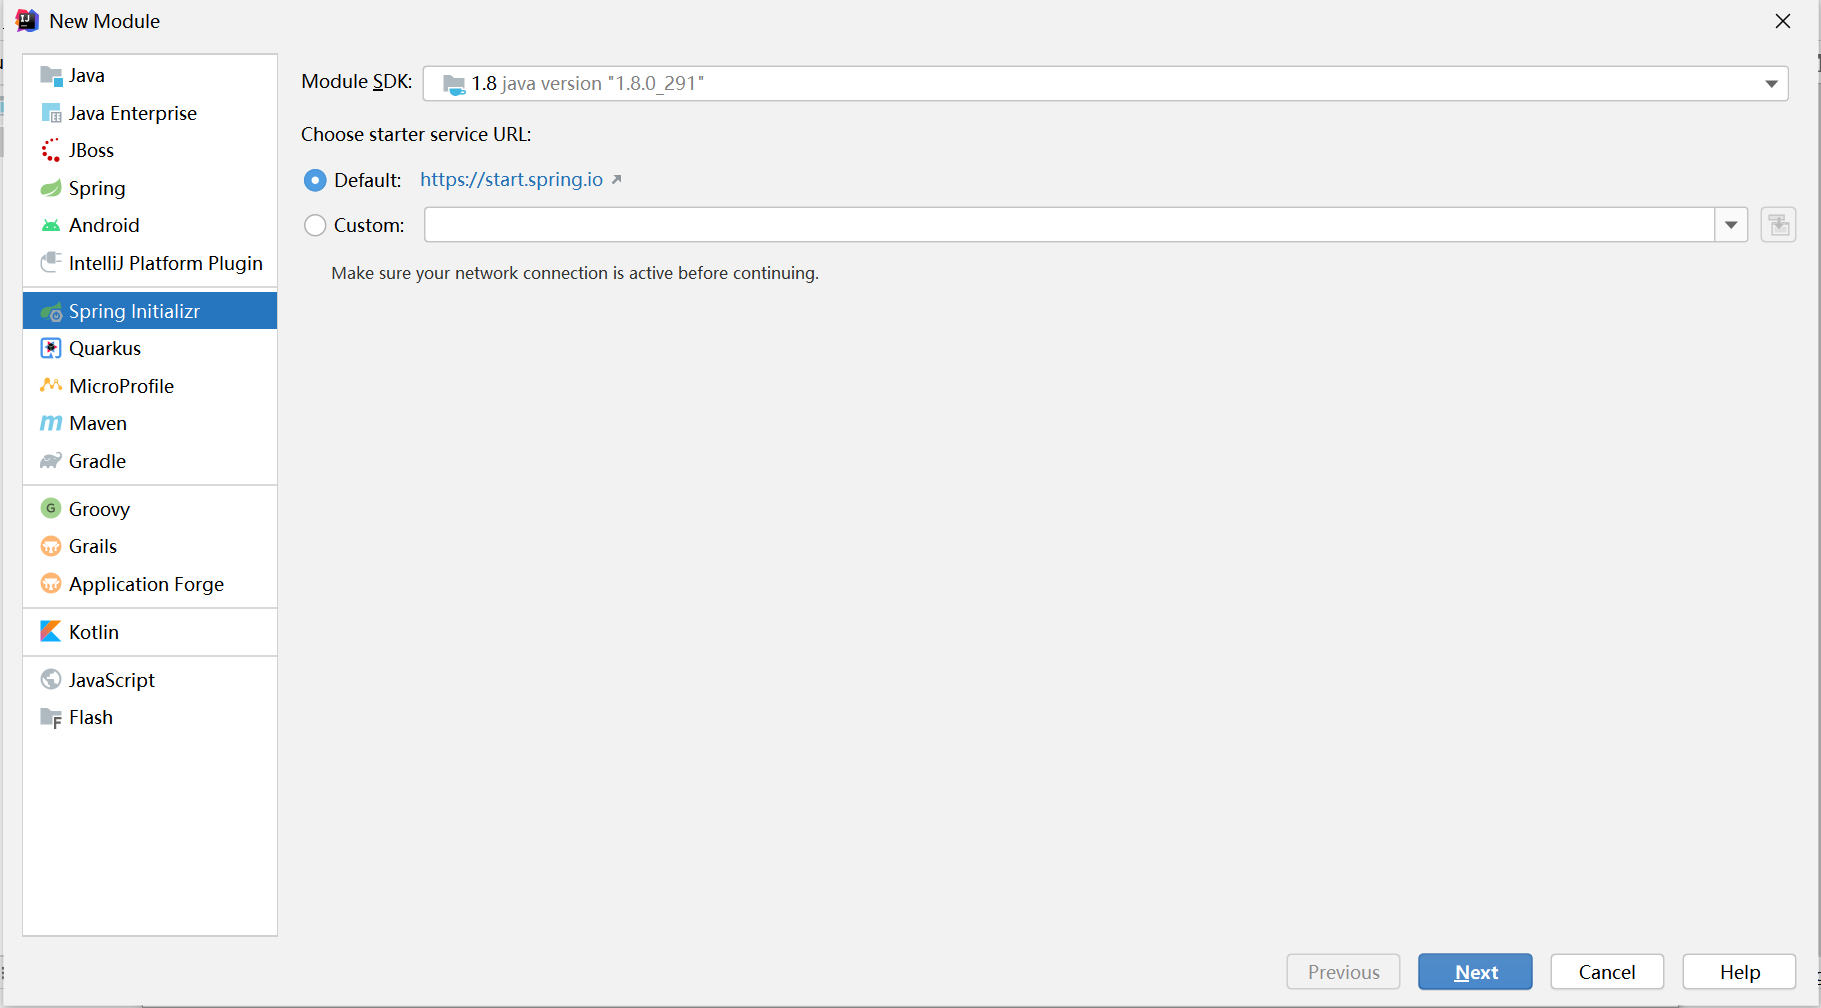 New Module
Java
Java Enterprise
JBoss
Spring
Android
IntelliJ Platform Plugin
Spring Initializr
Quarkus
MicroProfile
Maven
Gradle
Groovy
Grails
Application Forge
Kotlin
JavaScript
Flash
Module SDK: 1.8 java version "1.8.0_291"
Choose starter service URL:
Default: https://start.spring.io
Custom:
Make sure your network connection is active before continuing.
Previous Next Cancel Help